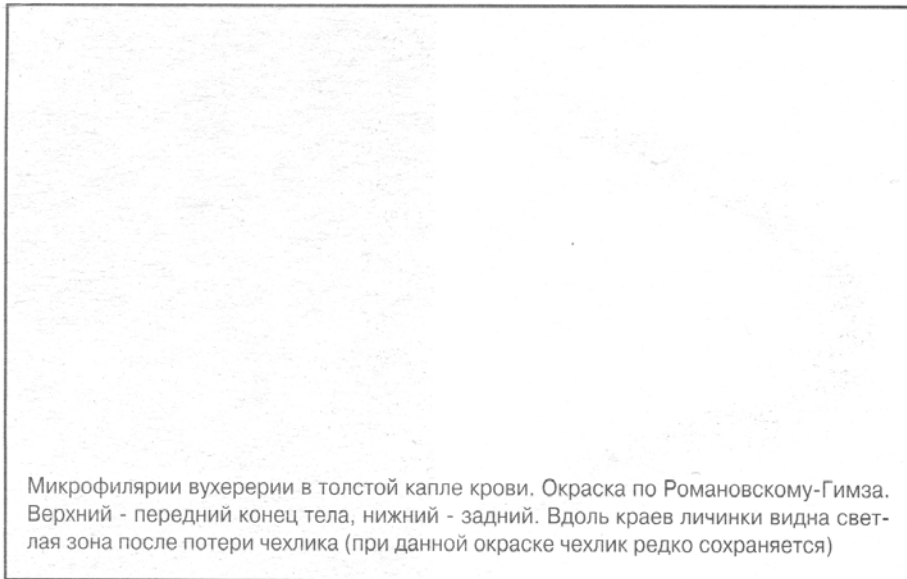 Микрофилярии вухерерии в толстой капле крови. Окраска по Романовскому-Гимза.
Верхний - передний конец тела, нижний - задний. Вдоль краев личинки видна свет-
лая зона после потери чехлика (при данной окраске чехлик редко сохраняется)